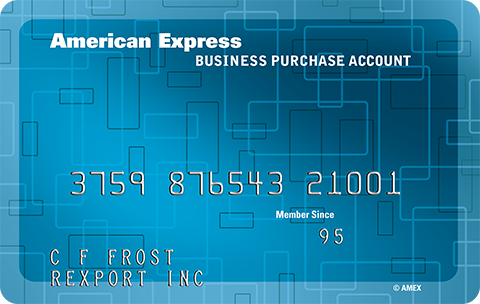 American Express
BUSINESS PURCHASE ACCOUNT
3759 876543 21001
Member Since
95
C F FROST
REXPORT INC
© AMEX